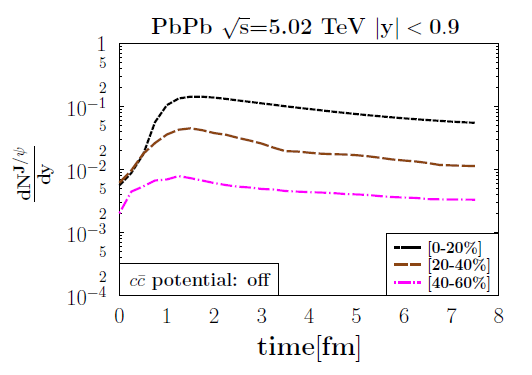 PbPb √s=5.02 TeV |y| < 0.9
1
5
2
10⁻¹
5
2
10⁻²
5
2
10⁻³
5
2
10⁻⁴
dN^{J/ψ}
dy
[0-20%]
[20-40%]
[40-60%]
cc̄ potential: off
0 1 2 3 4 5 6 7 8
time[fm]